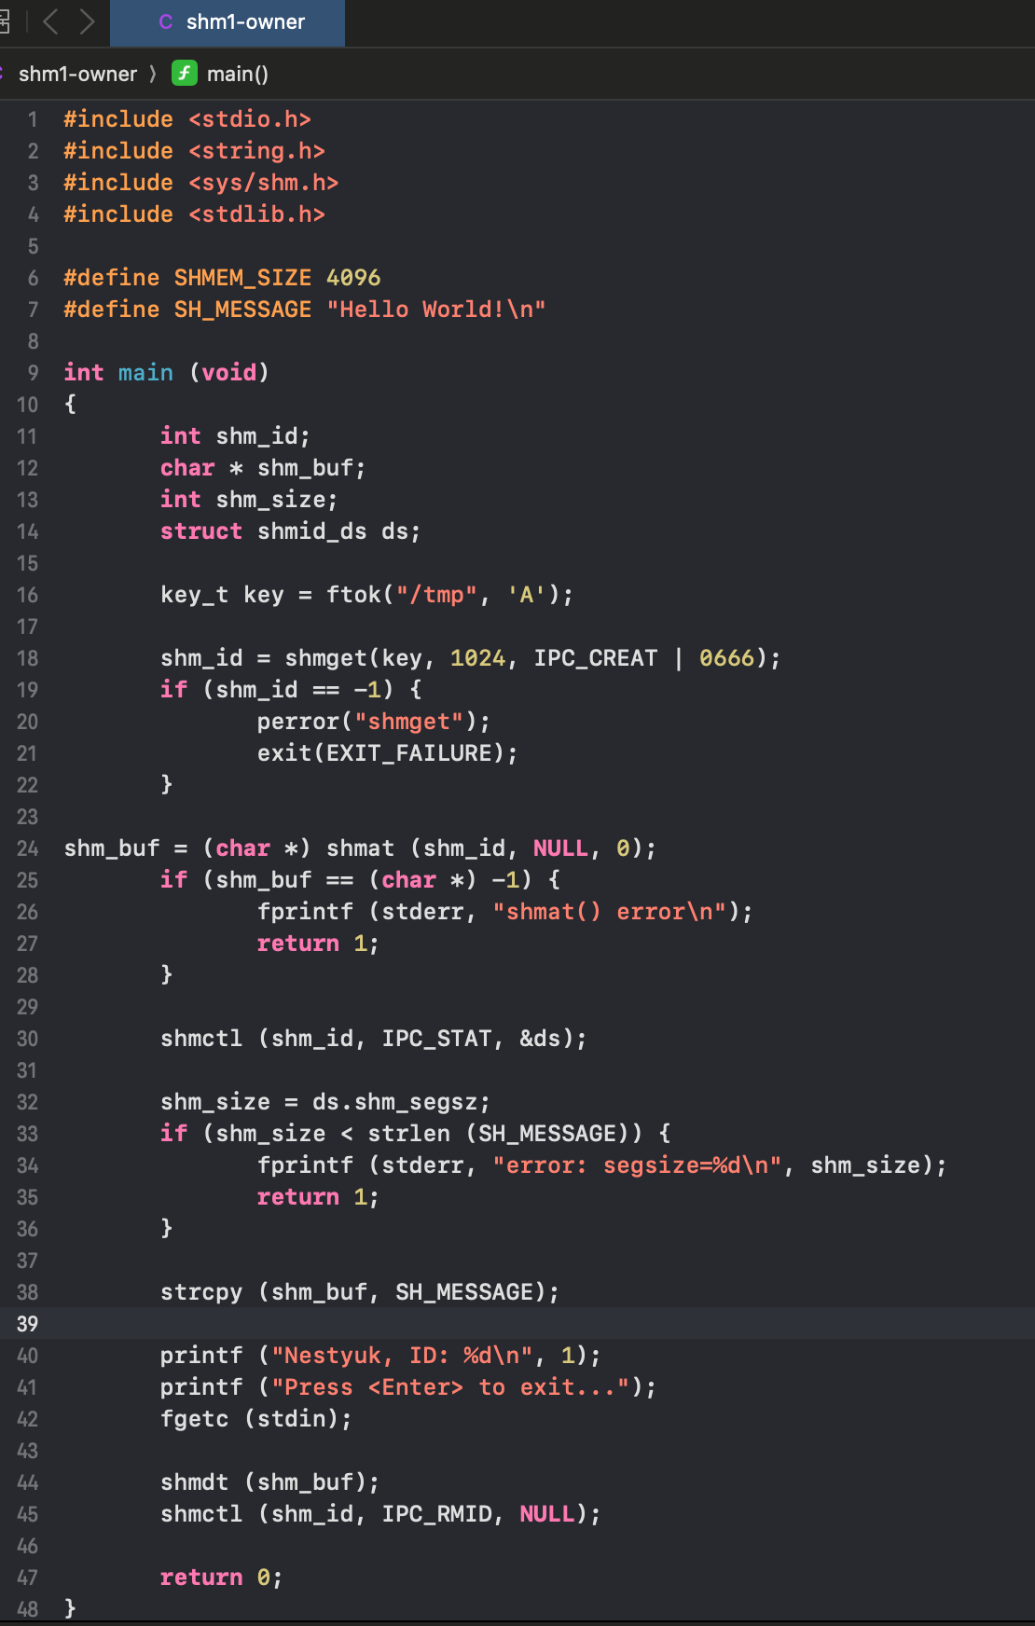 C shm1-owner
shm1-owner 〉 f main()
1 #include <stdio.h>
2 #include <string.h>
3 #include <sys/shm.h>
4 #include <stdlib.h>
5
6 #define SHMEM_SIZE 4096
7 #define SH_MESSAGE "Hello World!\n"
8
9 int main (void)
10 {
11 int shm_id;
12 char * shm_buf;
13 int shm_size;
14 struct shmid_ds ds;
15
16 key_t key = ftok("/tmp", 'A');
17
18 shm_id = shmget(key, 1024, IPC_CREAT | 0666);
19 if (shm_id == -1) {
20 perror("shmget");
21 exit(EXIT_FAILURE);
22 }
23
24 shm_buf = (char *) shmat (shm_id, NULL, 0);
25 if (shm_buf == (char *) -1) {
26 fprintf (stderr, "shmat() error\n");
27 return 1;
28 }
29
30 shmctl (shm_id, IPC_STAT, &ds);
31
32 shm_size = ds.shm_segsz;
33 if (shm_size < strlen (SH_MESSAGE)) {
34 fprintf (stderr, "error: segsize=%d\n", shm_size);
35 return 1;
36 }
37
38 strcpy (shm_buf, SH_MESSAGE);
39
40 printf ("Nestyuk, ID: %d\n", 1);
41 printf ("Press <Enter> to exit...");
42 fgetc (stdin);
43
44 shmdt (shm_buf);
45 shmctl (shm_id, IPC_RMID, NULL);
46
47 return 0;
48 }